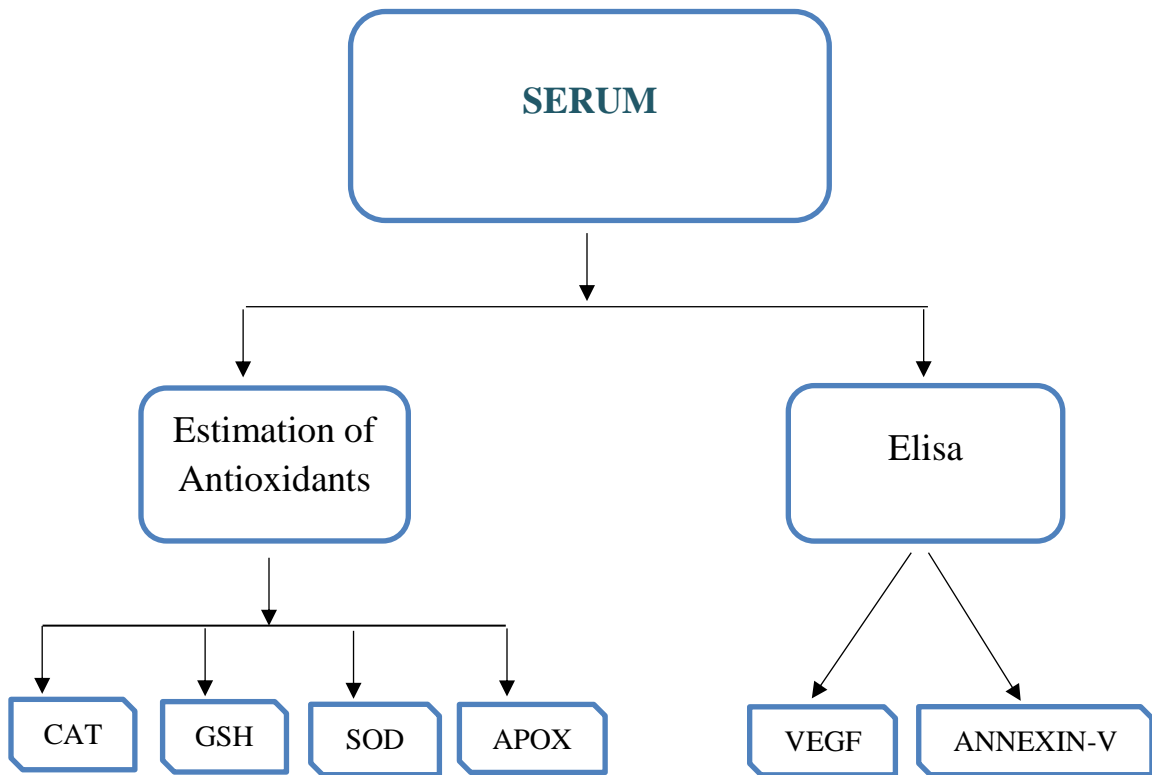 SERUM
Estimation of
Antioxidants
Elisa
CAT
GSH
SOD
APOX
VEGF
ANNEXIN-V